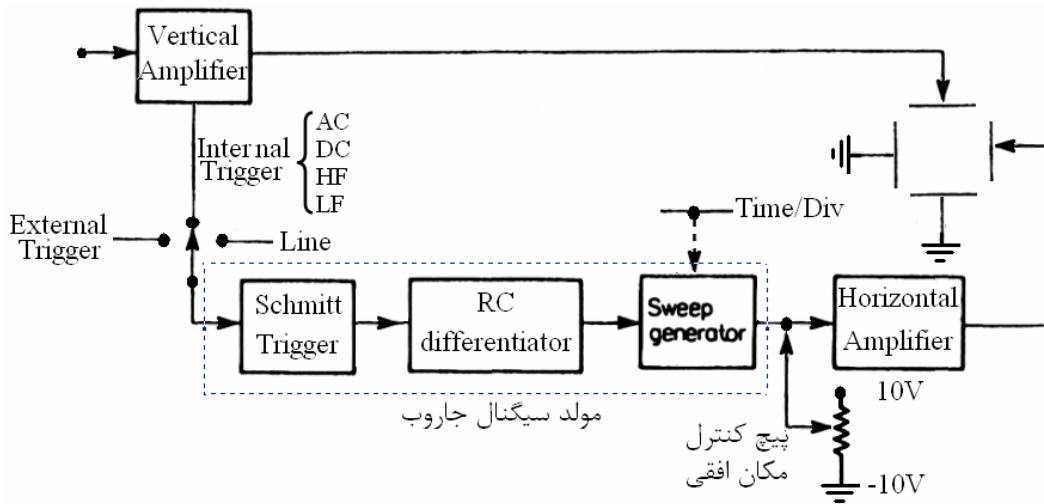 Vertical
Amplifier
Internal
Trigger
AC
DC
HF
LF
External
Trigger
Line
Time/Div
Schmitt
Trigger
RC
differentiator
Sweep
generator
Horizontal
Amplifier
مولد سیگنال جاروب
پیچ کنترل
مکان افقی
10V
-10V